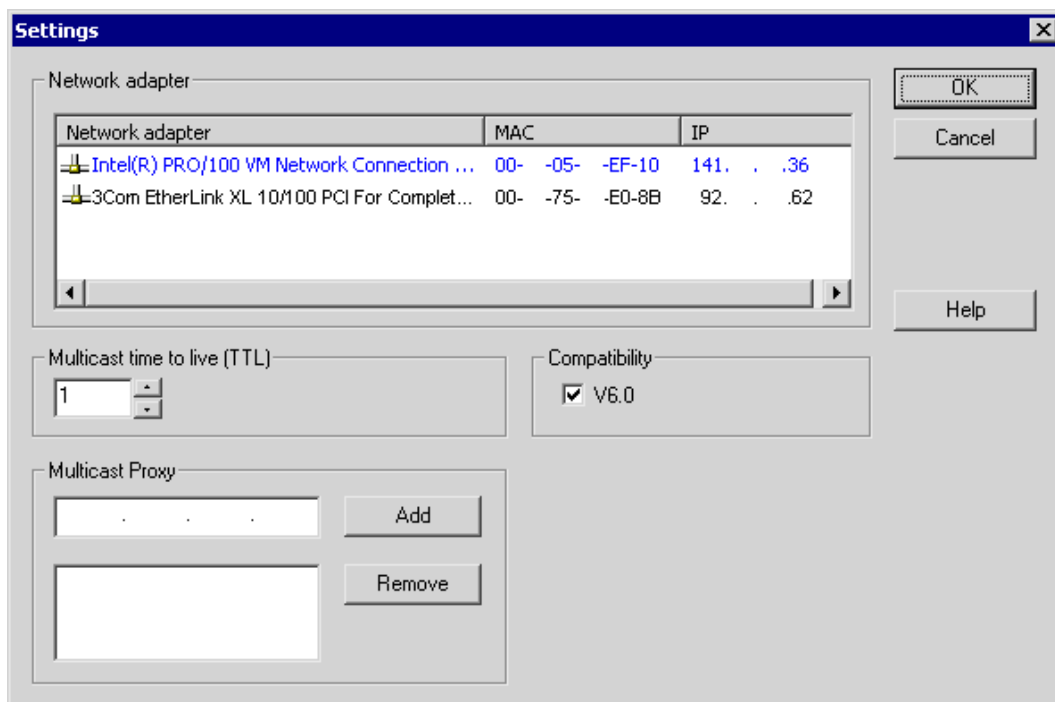 Settings
Network adapter
OK
Network adapter MAC IP
Cancel
Intel(R) PRO/100 VM Network Connection ... 00- -05- -EF-10 141. . .36
3Com EtherLink XL 10/100 PCI For Complet... 00- -75- -E0-8B 92. . .62
Help
Multicast time to live (TTL)
Compatibility
1
V6.0
Multicast Proxy
. . .
Add
Remove